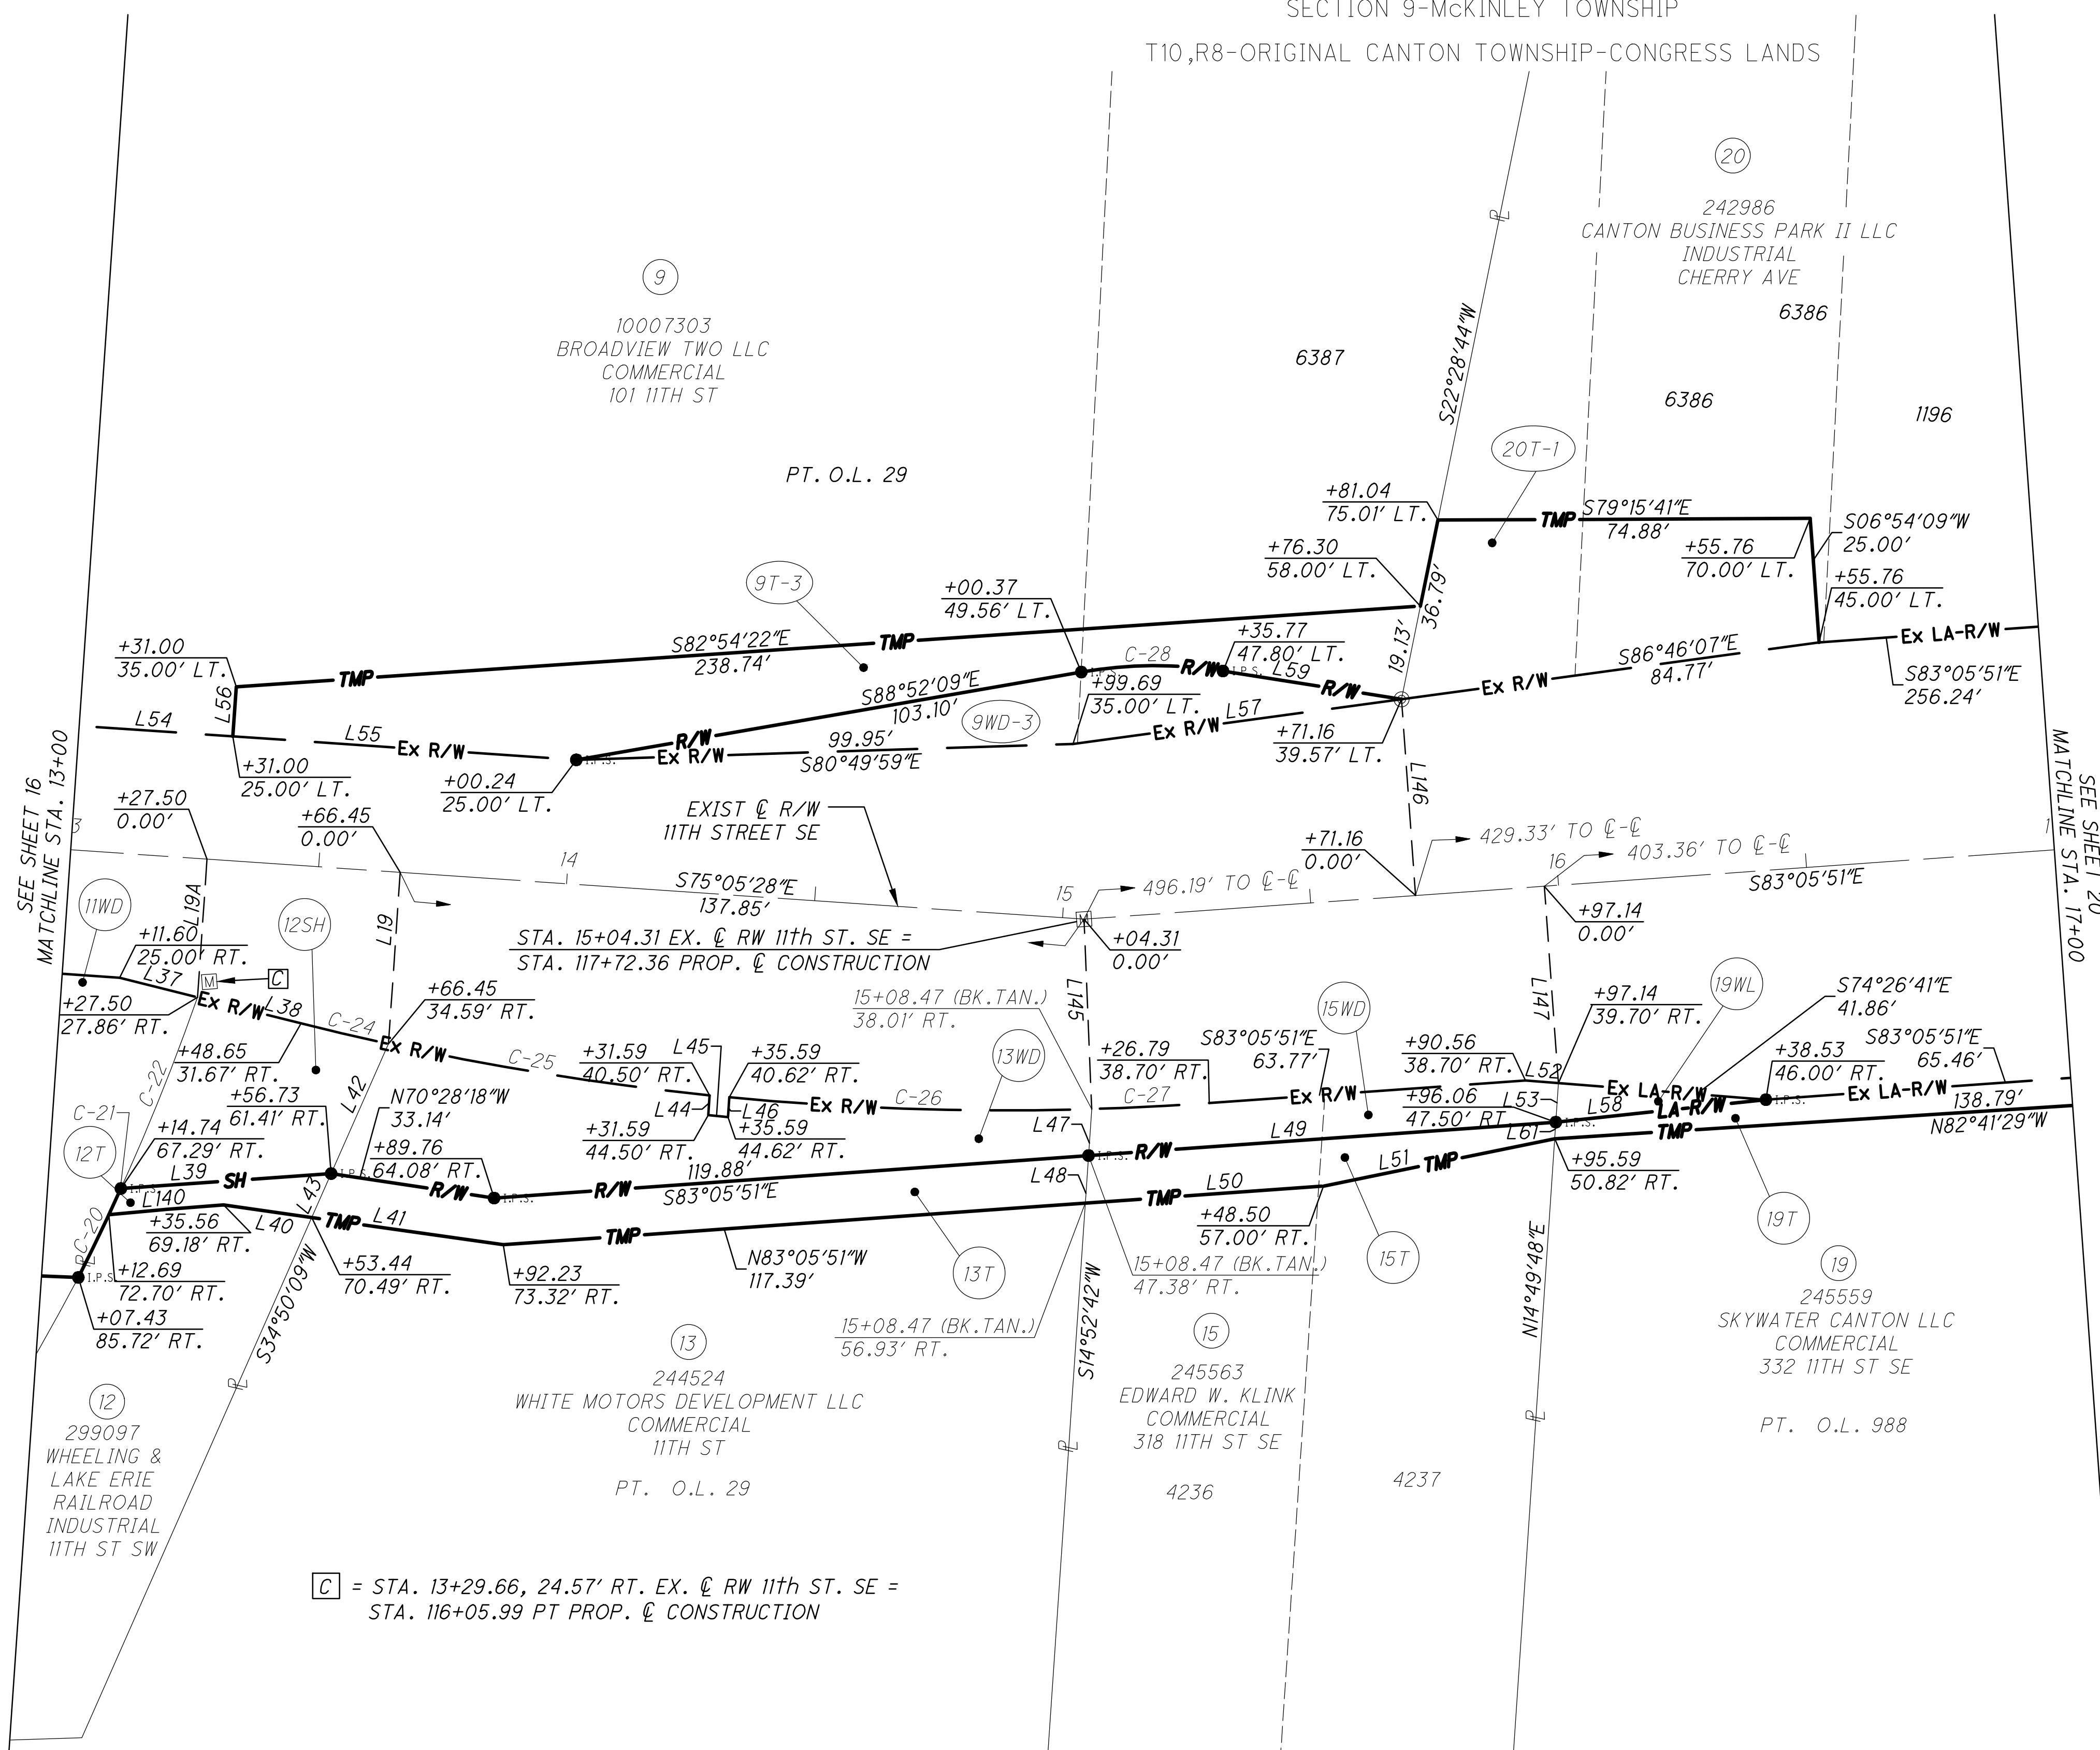 SECTION 9-McKINLEY TOWNSHIP
T10,R8-ORIGINAL CANTON TOWNSHIP-CONGRESS LANDS
20
242986
CANTON BUSINESS PARK II LLC
INDUSTRIAL
CHERRY AVE
6386
9
10007303
BROADVIEW TWO LLC
COMMERCIAL
101 11TH ST
6387
S22°28'44"W
6386
1196
PT. O.L. 29
20T-1
+81.04
75.01' LT.
TMP
S79°15'41"E
74.88'
S06°54'09"W
25.00'
+76.30
58.00' LT.
+55.76
70.00' LT.
9T-3
+00.37
49.56' LT.
36.79'
+55.76
45.00' LT.
+31.00
35.00' LT.
TMP
S82°54'22"E
238.74'
TMP
C-28
R/W
+35.77
47.80' LT.
I.P.S.
I.P.S.
L59
R/W
19.13'
S86°46'07"E
84.77'
Ex R/W
Ex LA-R/W
S83°05'51"E
256.24'
L56
S88°52'09"E
103.10'
+99.69
35.00' LT.
L54
L55
Ex R/W
R/W
9WD-3
L57
Ex R/W
I.P.S.
Ex R/W
99.95'
S80°49'59"E
+71.16
39.57' LT.
+31.00
25.00' LT.
+00.24
25.00' LT.
L146
SEE SHEET 16
MATCHLINE STA. 13+00
MATCHLINE STA. 17+00
SEE SHEET 20
+27.50
0.00'
+66.45
0.00'
EXIST ℄ R/W
11TH STREET SE
3
14
15
16
1
+71.16
0.00'
429.33' TO ℄-℄
403.36' TO ℄-℄
S75°05'28"E
137.85'
496.19' TO ℄-℄
S83°05'51"E
11WD
L19A
12SH
L19
M
+97.14
0.00'
+11.60
25.00' RT.
STA. 15+04.31 EX. ℄ RW 11th ST. SE =
STA. 117+72.36 PROP. ℄ CONSTRUCTION
+04.31
0.00'
L37
M
C
+27.50
27.86' RT.
Ex R/W
L38
C-24
+66.45
34.59' RT.
15+08.47 (BK.TAN.)
38.01' RT.
L145
15WD
L147
+97.14
39.70' RT.
19WL
S74°26'41"E
41.86'
+48.65
31.67' RT.
Ex R/W
C-25
+31.59
40.50' RT.
L45
+35.59
40.62' RT.
13WD
+26.79
38.70' RT.
S83°05'51"E
63.77'
+90.56
38.70' RT.
L52
+38.53
46.00' RT.
S83°05'51"E
65.46'
C-22
L42
C-21
+56.73
61.41' RT.
N70°28'18"W
33.14'
L44
L46
Ex R/W
C-26
C-27
Ex R/W
Ex LA-R/W
Ex LA-R/W
+96.06
47.50' RT.
L53
L58
LA-R/W
I.P.S.
138.79'
12T
+14.74
67.29' RT.
+31.59
44.50' RT.
+35.59
44.62' RT.
L47
L49
L61
I.P.S.
TMP
N82°41'29"W
L39
SH
I.P.S.
I.P.S.
+89.76
64.08' RT.
R/W
I.P.S.
119.88'
R/W
S83°05'51"E
I.P.S.
R/W
L51
TMP
+95.59
50.82' RT.
L140
L43
L48
TMP
L50
C-20
℄
+35.56
69.18' RT.
L40
TMP
L41
TMP
13T
+48.50
57.00' RT.
15T
19T
I.P.S.
+12.69
72.70' RT.
+53.44
70.49' RT.
+92.23
73.32' RT.
N83°05'51"W
117.39'
15+08.47 (BK.TAN.)
47.38' RT.
+07.43
85.72' RT.
S34°50'09"W
15+08.47 (BK.TAN.)
56.93' RT.
S14°52'42"W
N14°49'48"E
19
245559
SKYWATER CANTON LLC
COMMERCIAL
332 11TH ST SE
PT. O.L. 988
13
244524
WHITE MOTORS DEVELOPMENT LLC
COMMERCIAL
11TH ST
PT. O.L. 29
15
245563
EDWARD W. KLINK
COMMERCIAL
318 11TH ST SE
4236
4237
12
299097
WHEELING &
LAKE ERIE
RAILROAD
INDUSTRIAL
11TH ST SW
C = STA. 13+29.66, 24.57' RT. EX. ℄ RW 11th ST. SE =
STA. 116+05.99 PT PROP. ℄ CONSTRUCTION